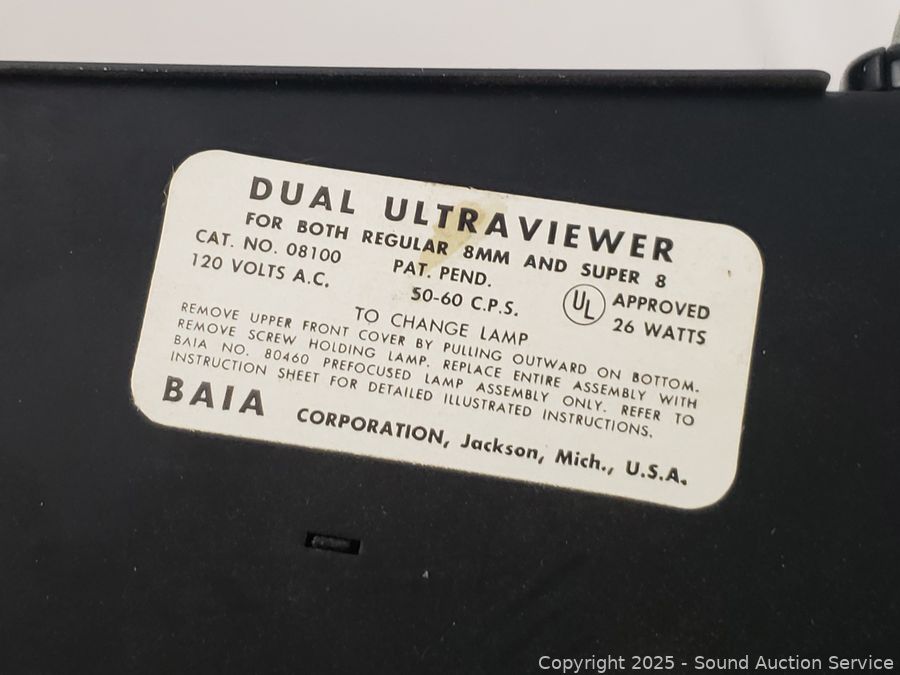 DUAL ULTRAVIEWER
FOR BOTH REGULAR 8MM AND SUPER 8
CAT. NO. 08100 PAT. PEND. UL APPROVED
120 VOLTS A.C. 50-60 C.P.S. 26 WATTS
TO CHANGE LAMP
REMOVE UPPER FRONT COVER BY PULLING OUTWARD ON BOTTOM.
REMOVE SCREW HOLDING LAMP. REPLACE ENTIRE ASSEMBLY WITH
BAIA NO. 80460 PREFOCUSED LAMP ASSEMBLY ONLY. REFER TO
INSTRUCTION SHEET FOR DETAILED ILLUSTRATED INSTRUCTIONS.
BAIA CORPORATION, Jackson, Mich., U.S.A.
Copyright 2025 - Sound Auction Service